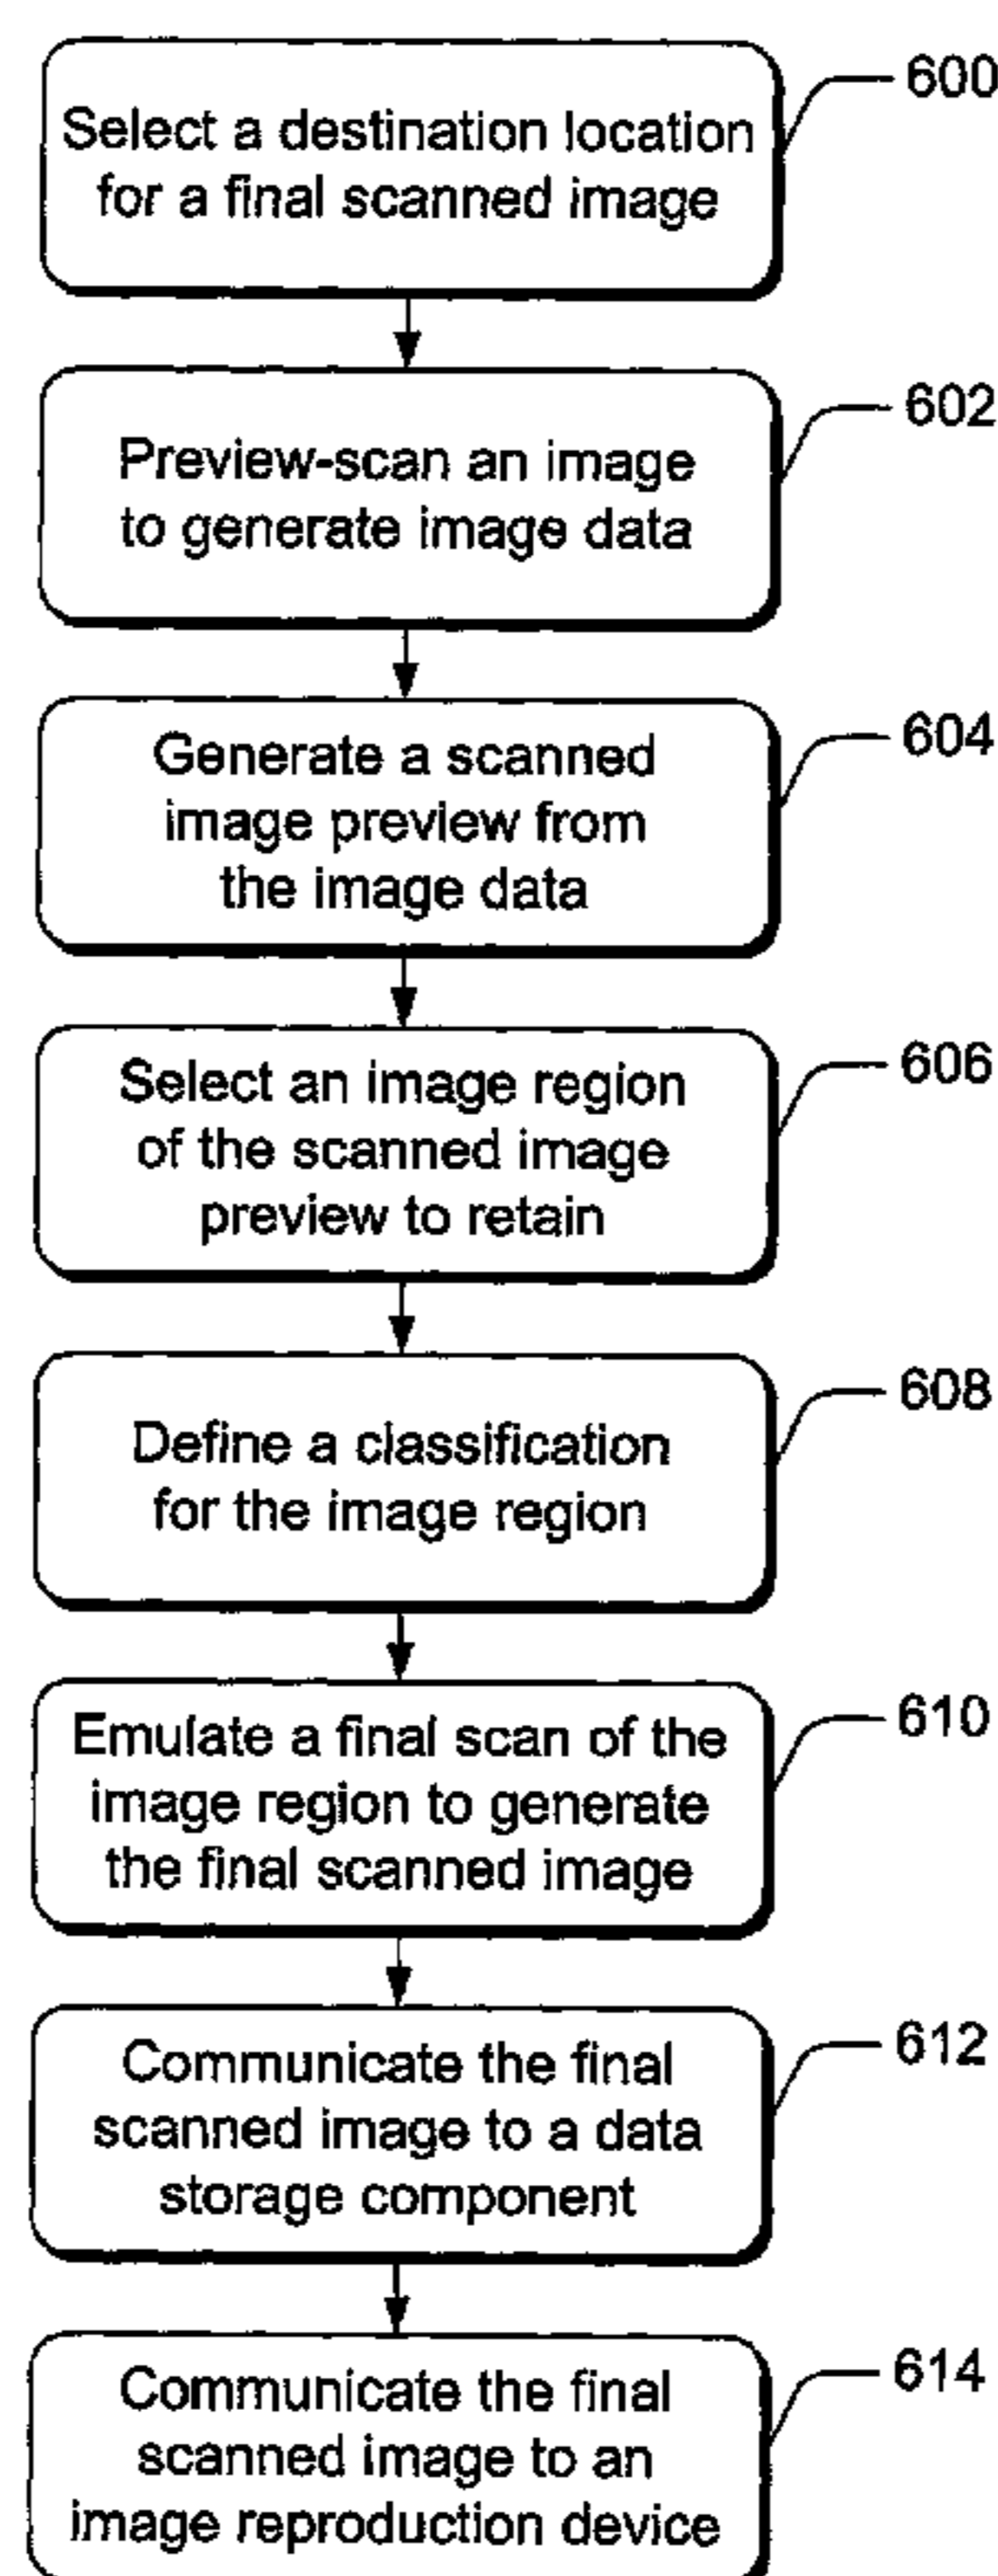 600
Select a destination location
for a final scanned image
602
Preview-scan an image
to generate image data
604
Generate a scanned
image preview from
the image data
606
Select an image region
of the scanned image
preview to retain
608
Define a classification
for the image region
610
Emulate a final scan of the
image region to generate
the final scanned image
612
Communicate the final
scanned image to a data
storage component
614
Communicate the final
scanned image to an
image reproduction device